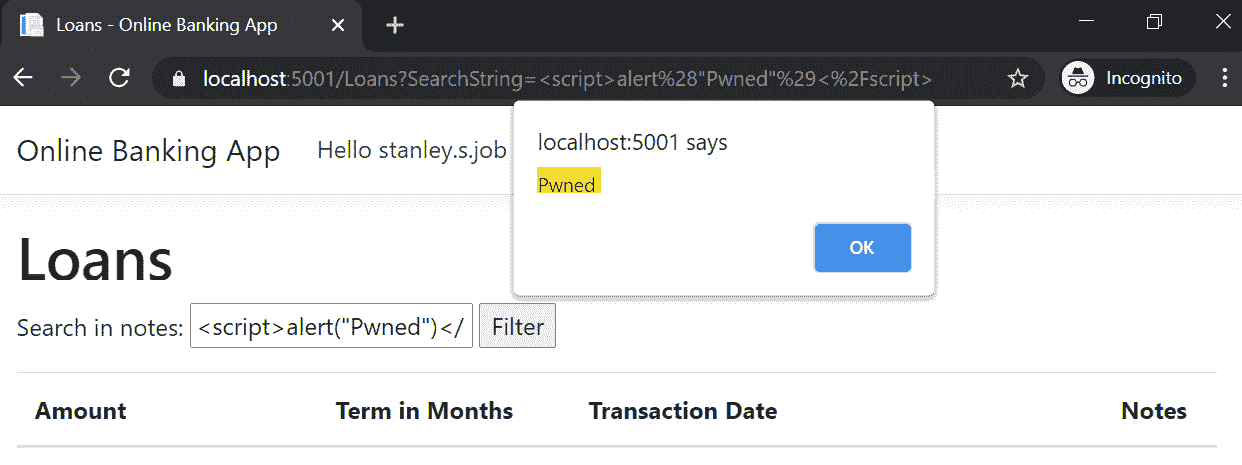 Loans - Online Banking App
localhost:5001/Loans?SearchString=<script>alert%28"Pwned"%29<%2Fscript>
Incognito
Online Banking App Hello stanley.s.job
localhost:5001 says
Pwned
OK
Loans
Search in notes: <script>alert("Pwned")</ Filter
Amount Term in Months Transaction Date Notes